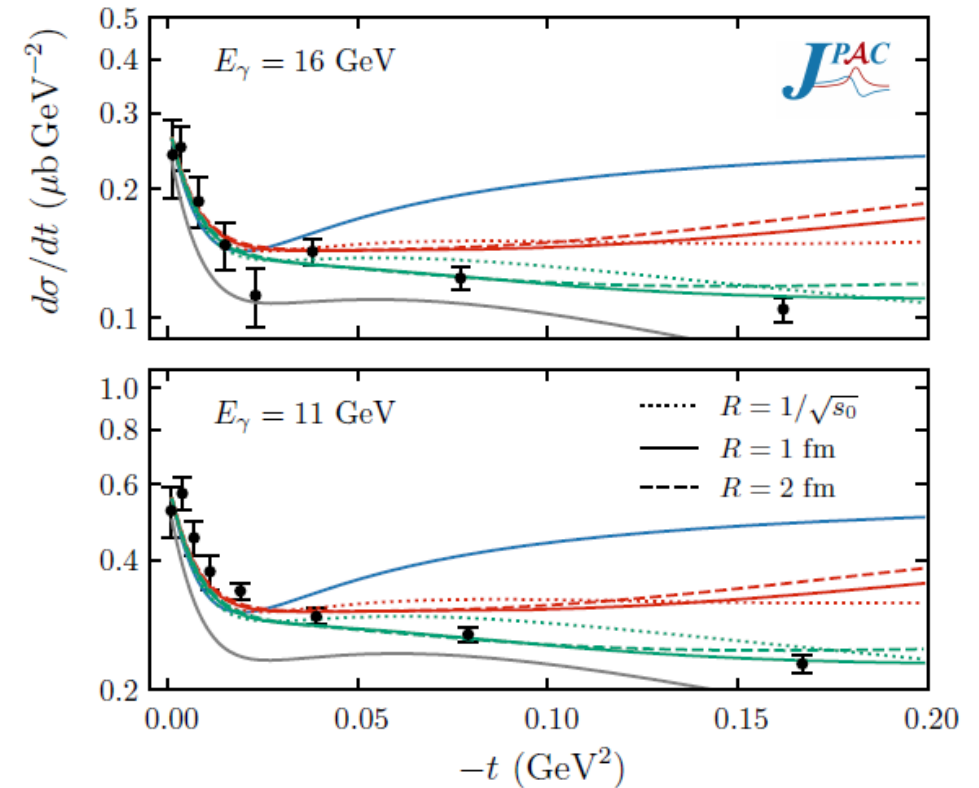 dσ/dt (μb GeV⁻²)
0.5
0.4
0.3
0.2
0.1
E_γ = 16 GeV
JPAC
1.0
0.8
0.6
0.4
0.2
E_γ = 11 GeV
R = 1/√s₀
R = 1 fm
R = 2 fm
0.00 0.05 0.10 0.15 0.20
−t (GeV²)